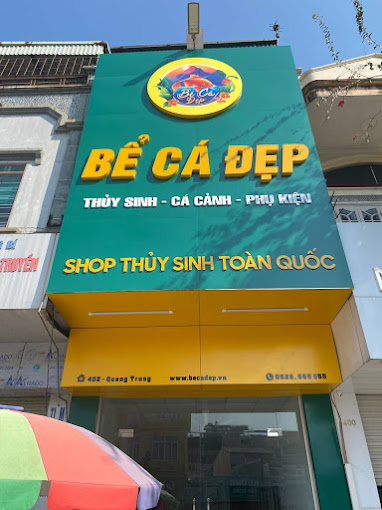 Bể Cá
Đẹp
BỂ CÁ ĐẸP
THỦY SINH - CÁ CẢNH - PHỤ KIỆN
SHOP THỦY SINH TOÀN QUỐC
TRUYỀN
402 - Quang Trung
www.becadep.vn
400